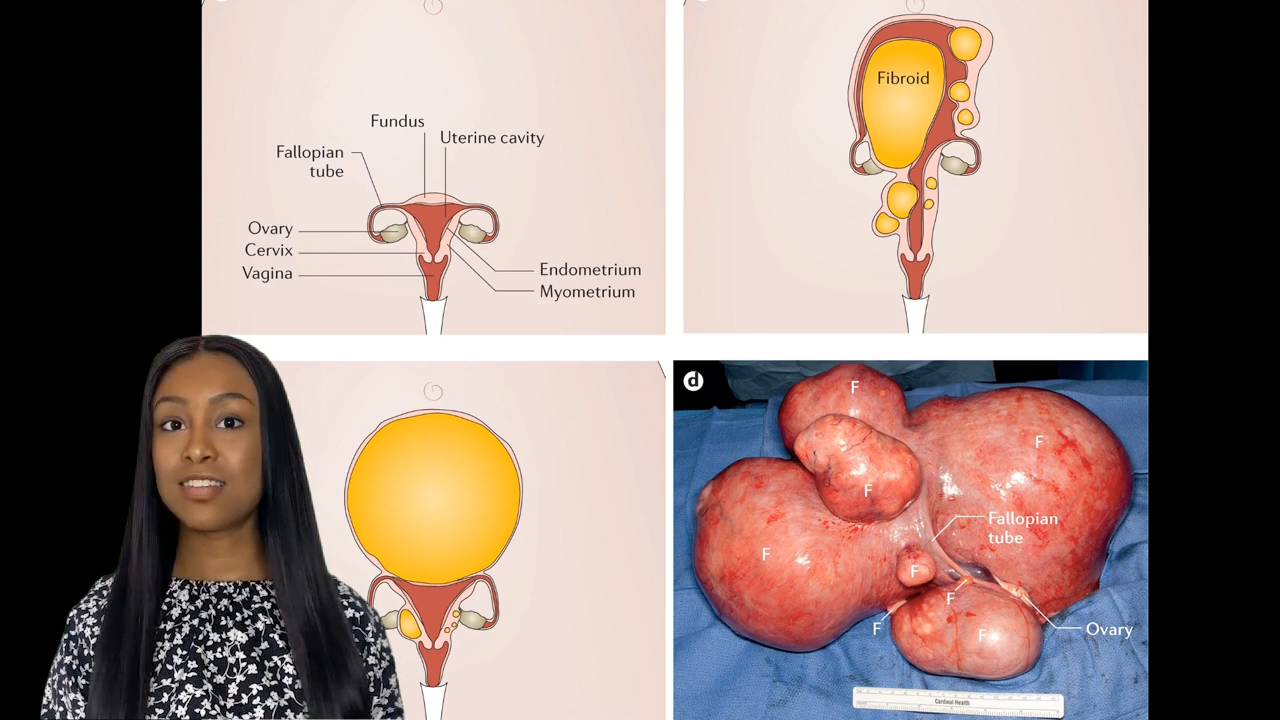 Fundus
Uterine cavity
Fallopian
tube
Ovary
Cervix
Vagina
Endometrium
Myometrium
Fibroid
d
F
F
F
F
Fallopian
tube
F
F
F
F
Ovary
Cardinal Health